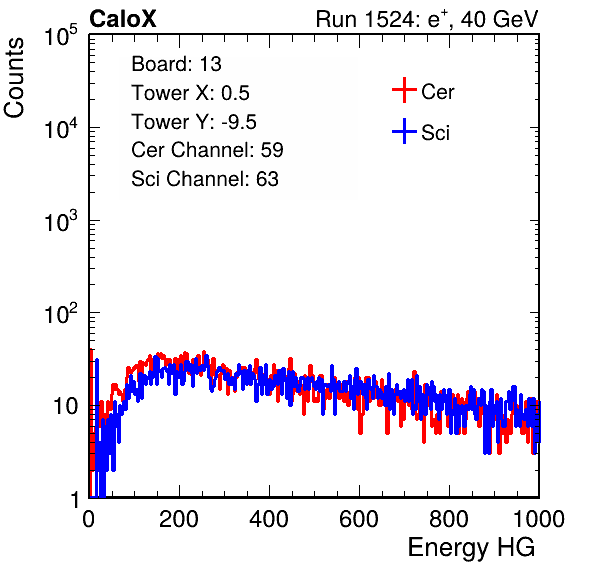 CaloX Run 1524: e⁺, 40 GeV
Counts
Board: 13
Tower X: 0.5
Tower Y: -9.5
Cer Channel: 59
Sci Channel: 63
Cer
Sci
10⁵
10⁴
10³
10²
10
1
0 200 400 600 800 1000
Energy HG